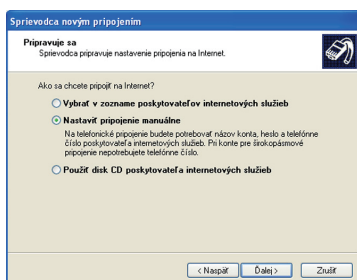 Sprievodca novým pripojením
Pripravuje sa
Sprievodca pripravuje nastavenie pripojenia na Internet.
Ako sa chcete pripojiť na Internet?
Vybrať v zozname poskytovateľov internetových služieb
Nastaviť pripojenie manuálne
Na telefonické pripojenie budete potrebovať názov konta, heslo a telefónne
číslo poskytovateľa internetových služieb. Pri konte pre širokopásmové
pripojenie nepotrebujete telefónne číslo.
Použiť disk CD poskytovateľa internetových služieb
< Naspäť
Ďalej >
Zrušiť